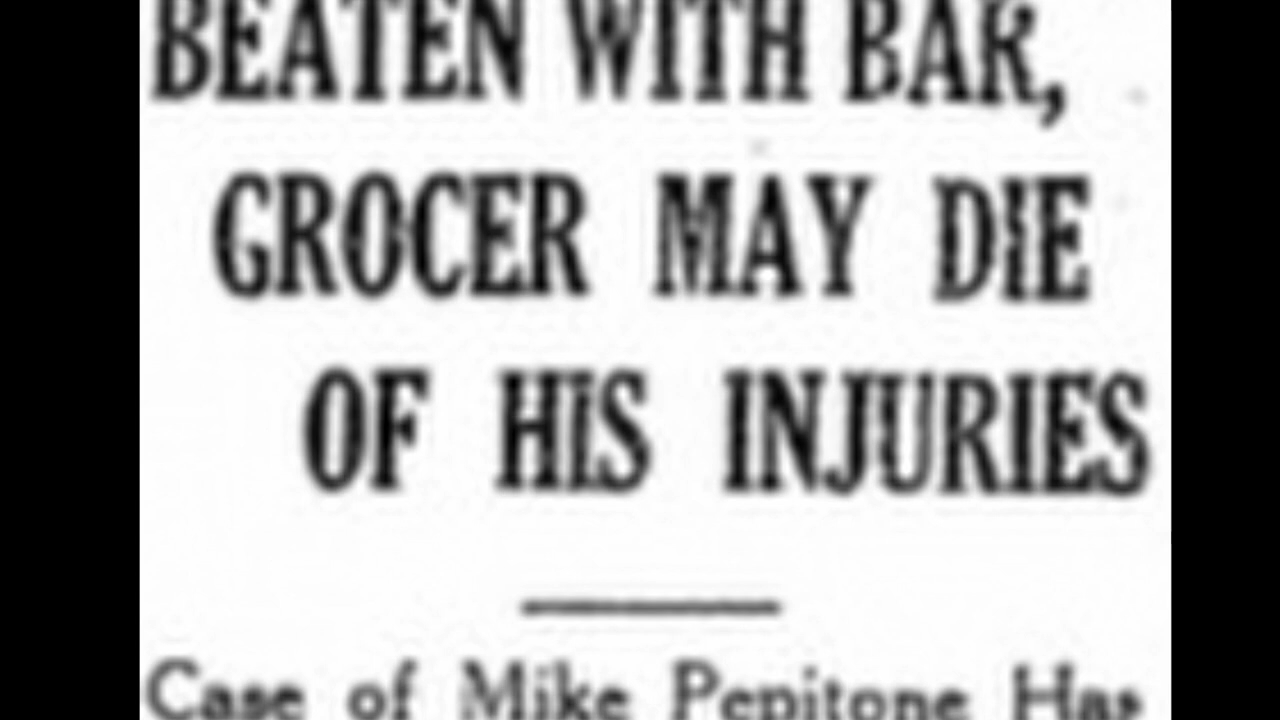 BEATEN WITH BAR,
GROCER MAY DIE
OF HIS INJURIES
Case of Mike Pepitone Has